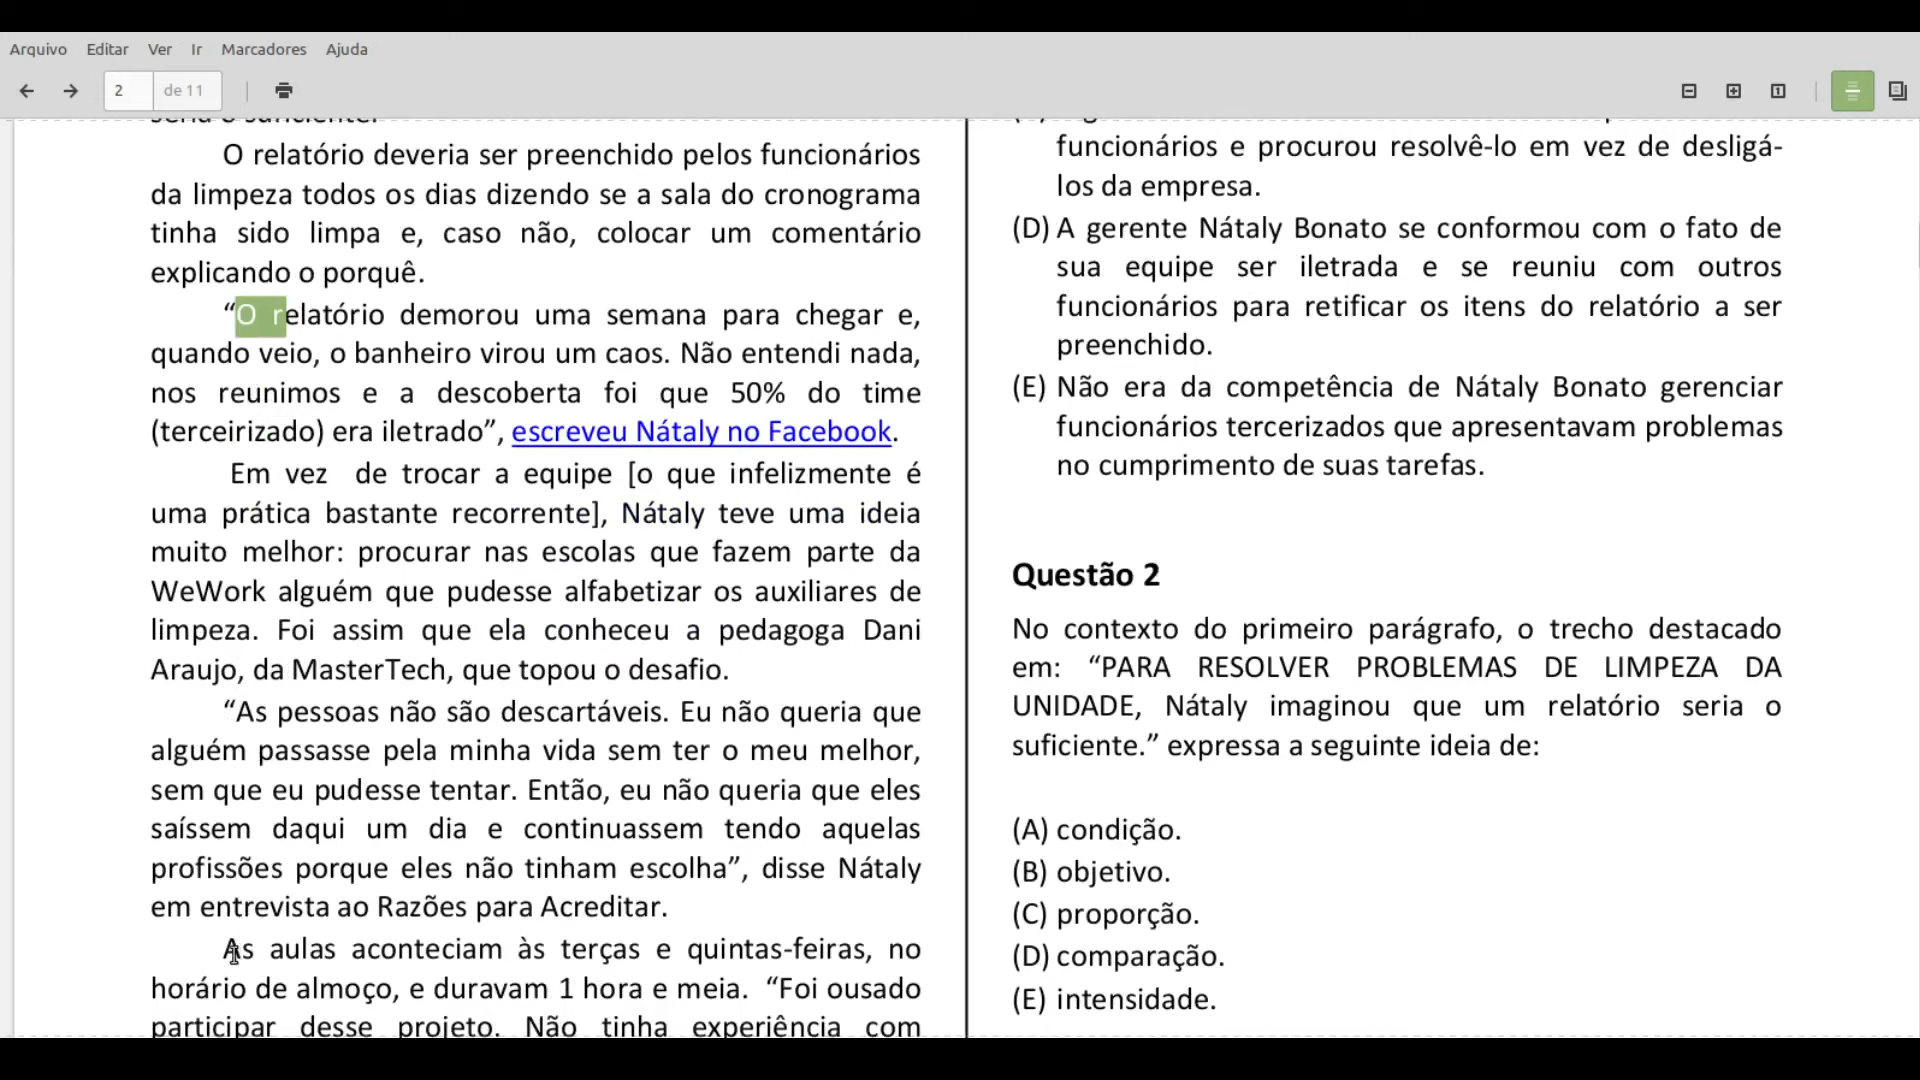 Arquivo Editar Ver Ir Marcadores Ajuda
2 de 11
seria o suficiente.
O relatório deveria ser preenchido pelos funcionários
da limpeza todos os dias dizendo se a sala do cronograma
tinha sido limpa e, caso não, colocar um comentário
explicando o porquê.
“O relatório demorou uma semana para chegar e,
quando veio, o banheiro virou um caos. Não entendi nada,
nos reunimos e a descoberta foi que 50% do time
(terceirizado) era iletrado”, escreveu Nátaly no Facebook.
Em vez de trocar a equipe [o que infelizmente é
uma prática bastante recorrente], Nátaly teve uma ideia
muito melhor: procurar nas escolas que fazem parte da
WeWork alguém que pudesse alfabetizar os auxiliares de
limpeza. Foi assim que ela conheceu a pedagoga Dani
Araujo, da MasterTech, que topou o desafio.
“As pessoas não são descartáveis. Eu não queria que
alguém passasse pela minha vida sem ter o meu melhor,
sem que eu pudesse tentar. Então, eu não queria que eles
saíssem daqui um dia e continuassem tendo aquelas
profissões porque eles não tinham escolha”, disse Nátaly
em entrevista ao Razões para Acreditar.
As aulas aconteciam às terças e quintas-feiras, no
horário de almoço, e duravam 1 hora e meia. “Foi ousado
participar desse projeto. Não tinha experiência com
funcionários e procurou resolvê-lo em vez de desligá-
los da empresa.
(D) A gerente Nátaly Bonato se conformou com o fato de
sua equipe ser iletrada e se reuniu com outros
funcionários para retificar os itens do relatório a ser
preenchido.
(E) Não era da competência de Nátaly Bonato gerenciar
funcionários tercerizados que apresentavam problemas
no cumprimento de suas tarefas.
Questão 2
No contexto do primeiro parágrafo, o trecho destacado
em: “PARA RESOLVER PROBLEMAS DE LIMPEZA DA
UNIDADE, Nátaly imaginou que um relatório seria o
suficiente.” expressa a seguinte ideia de:
(A) condição.
(B) objetivo.
(C) proporção.
(D) comparação.
(E) intensidade.